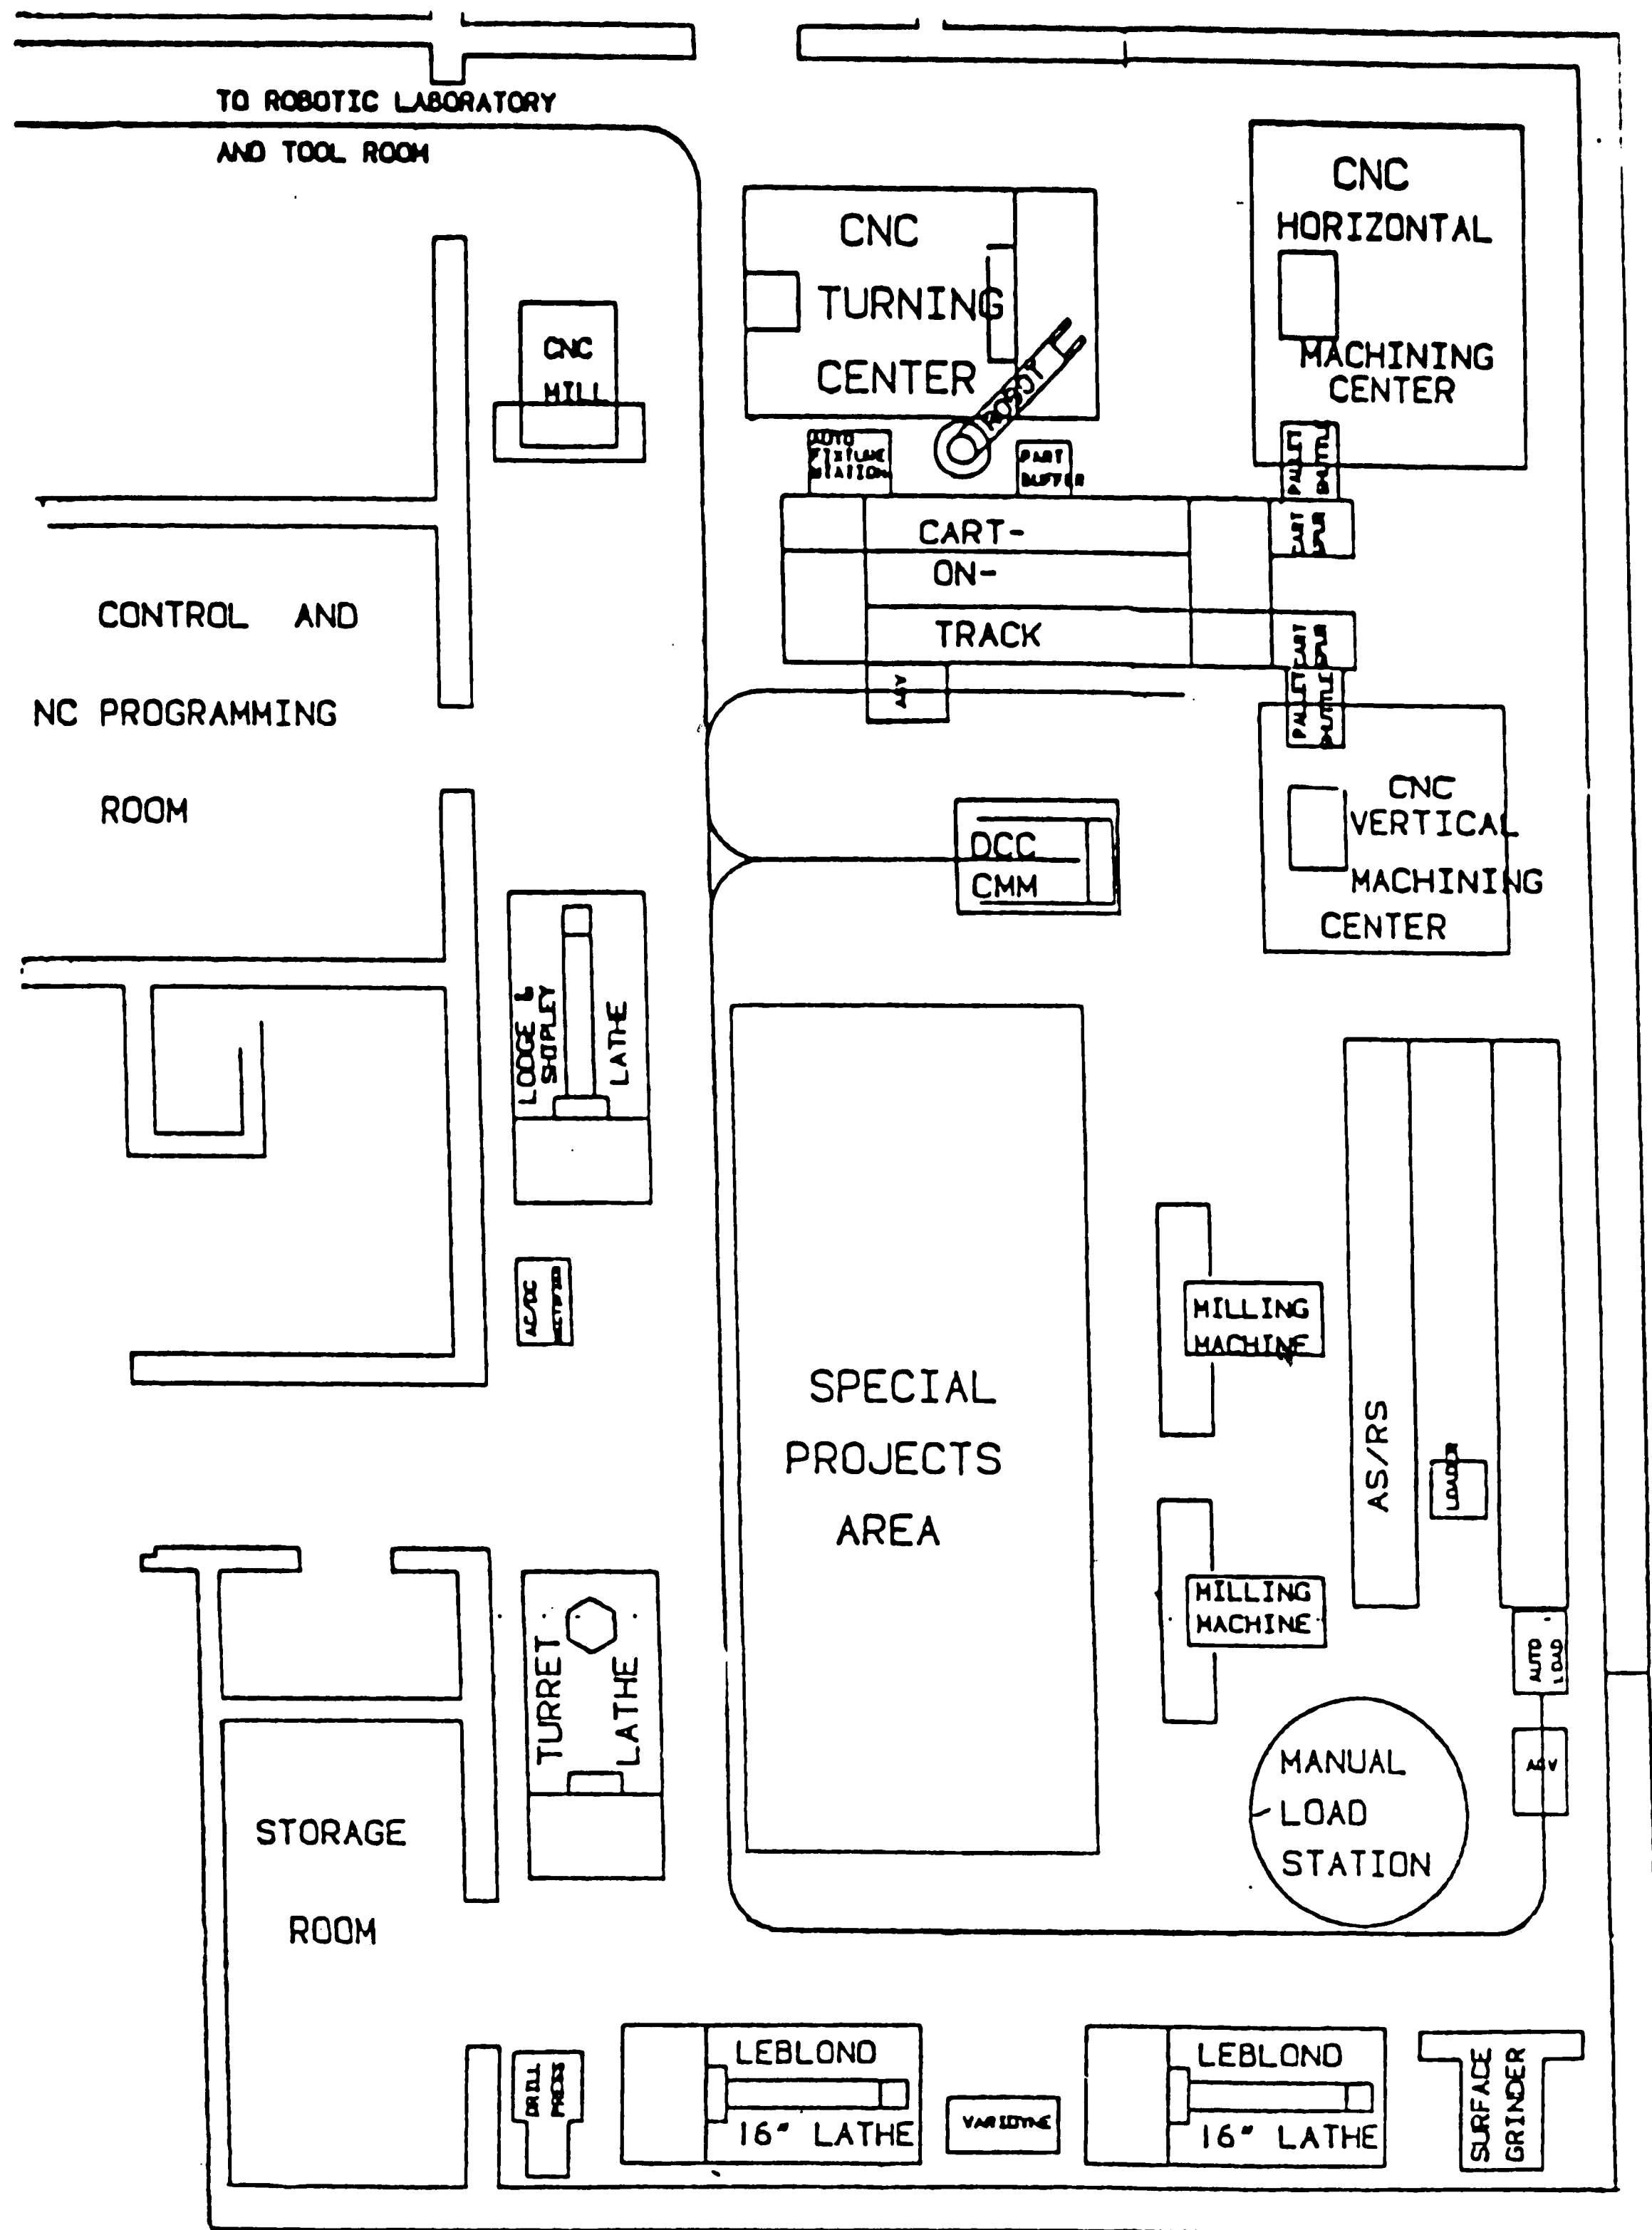 TO ROBOTIC LABORATORY
AND TOOL ROOM
CNC
HORIZONTAL
MACHINING
CENTER
CNC
TURNING
CENTER
ROBOT
CNC
MILL
AUTO
FIXTURE
STATION
PART
BUFFER
PALLET
SHUTTLE
CART
SPUR
CART-
ON-
TRACK
CART
SPUR
PALLET
SHUTTLE
AGV
CONTROL AND
NC PROGRAMMING
ROOM
DCC
CMM
CNC
VERTICAL
MACHINING
CENTER
LODGE &
SHIPLEY
LATHE
AC/DC
MILLING
MACHINE
SPECIAL
PROJECTS
AREA
AS/RS
LOADER
MILLING
MACHINE
AUTO
LOAD
TURRET
LATHE
MANUAL
LOAD
STATION
AGV
STORAGE
ROOM
DRILL
PRESS
LEBLOND
16" LATHE
VARIDYNE
LEBLOND
16" LATHE
SURFACE
GRINDER